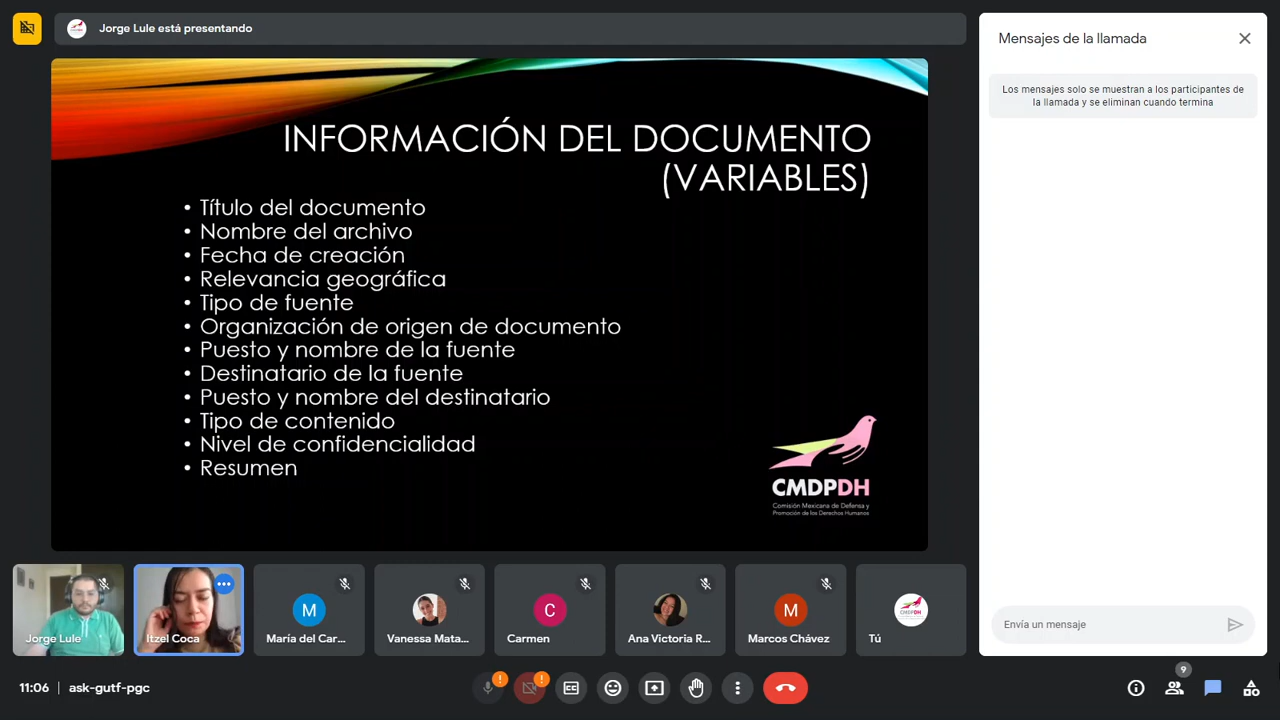 Jorge Lule está presentando
INFORMACIÓN DEL DOCUMENTO
(VARIABLES)
• Título del documento
• Nombre del archivo
• Fecha de creación
• Relevancia geográfica
• Tipo de fuente
• Organización de origen de documento
• Puesto y nombre de la fuente
• Destinatario de la fuente
• Puesto y nombre del destinatario
• Tipo de contenido
• Nivel de confidencialidad
• Resumen
CMDPDH
Comisión Mexicana de Defensa y
Promoción de los Derechos Humanos
Mensajes de la llamada
Los mensajes solo se muestran a los participantes de
la llamada y se eliminan cuando termina
Envía un mensaje
Jorge Lule
Itzel Coca
M
María del Car...
Vanessa Mata...
C
Carmen
Ana Victoria R...
M
Marcos Chávez
CMDPDH
Tú
11:06 | ask-gutf-pgc
CC
9